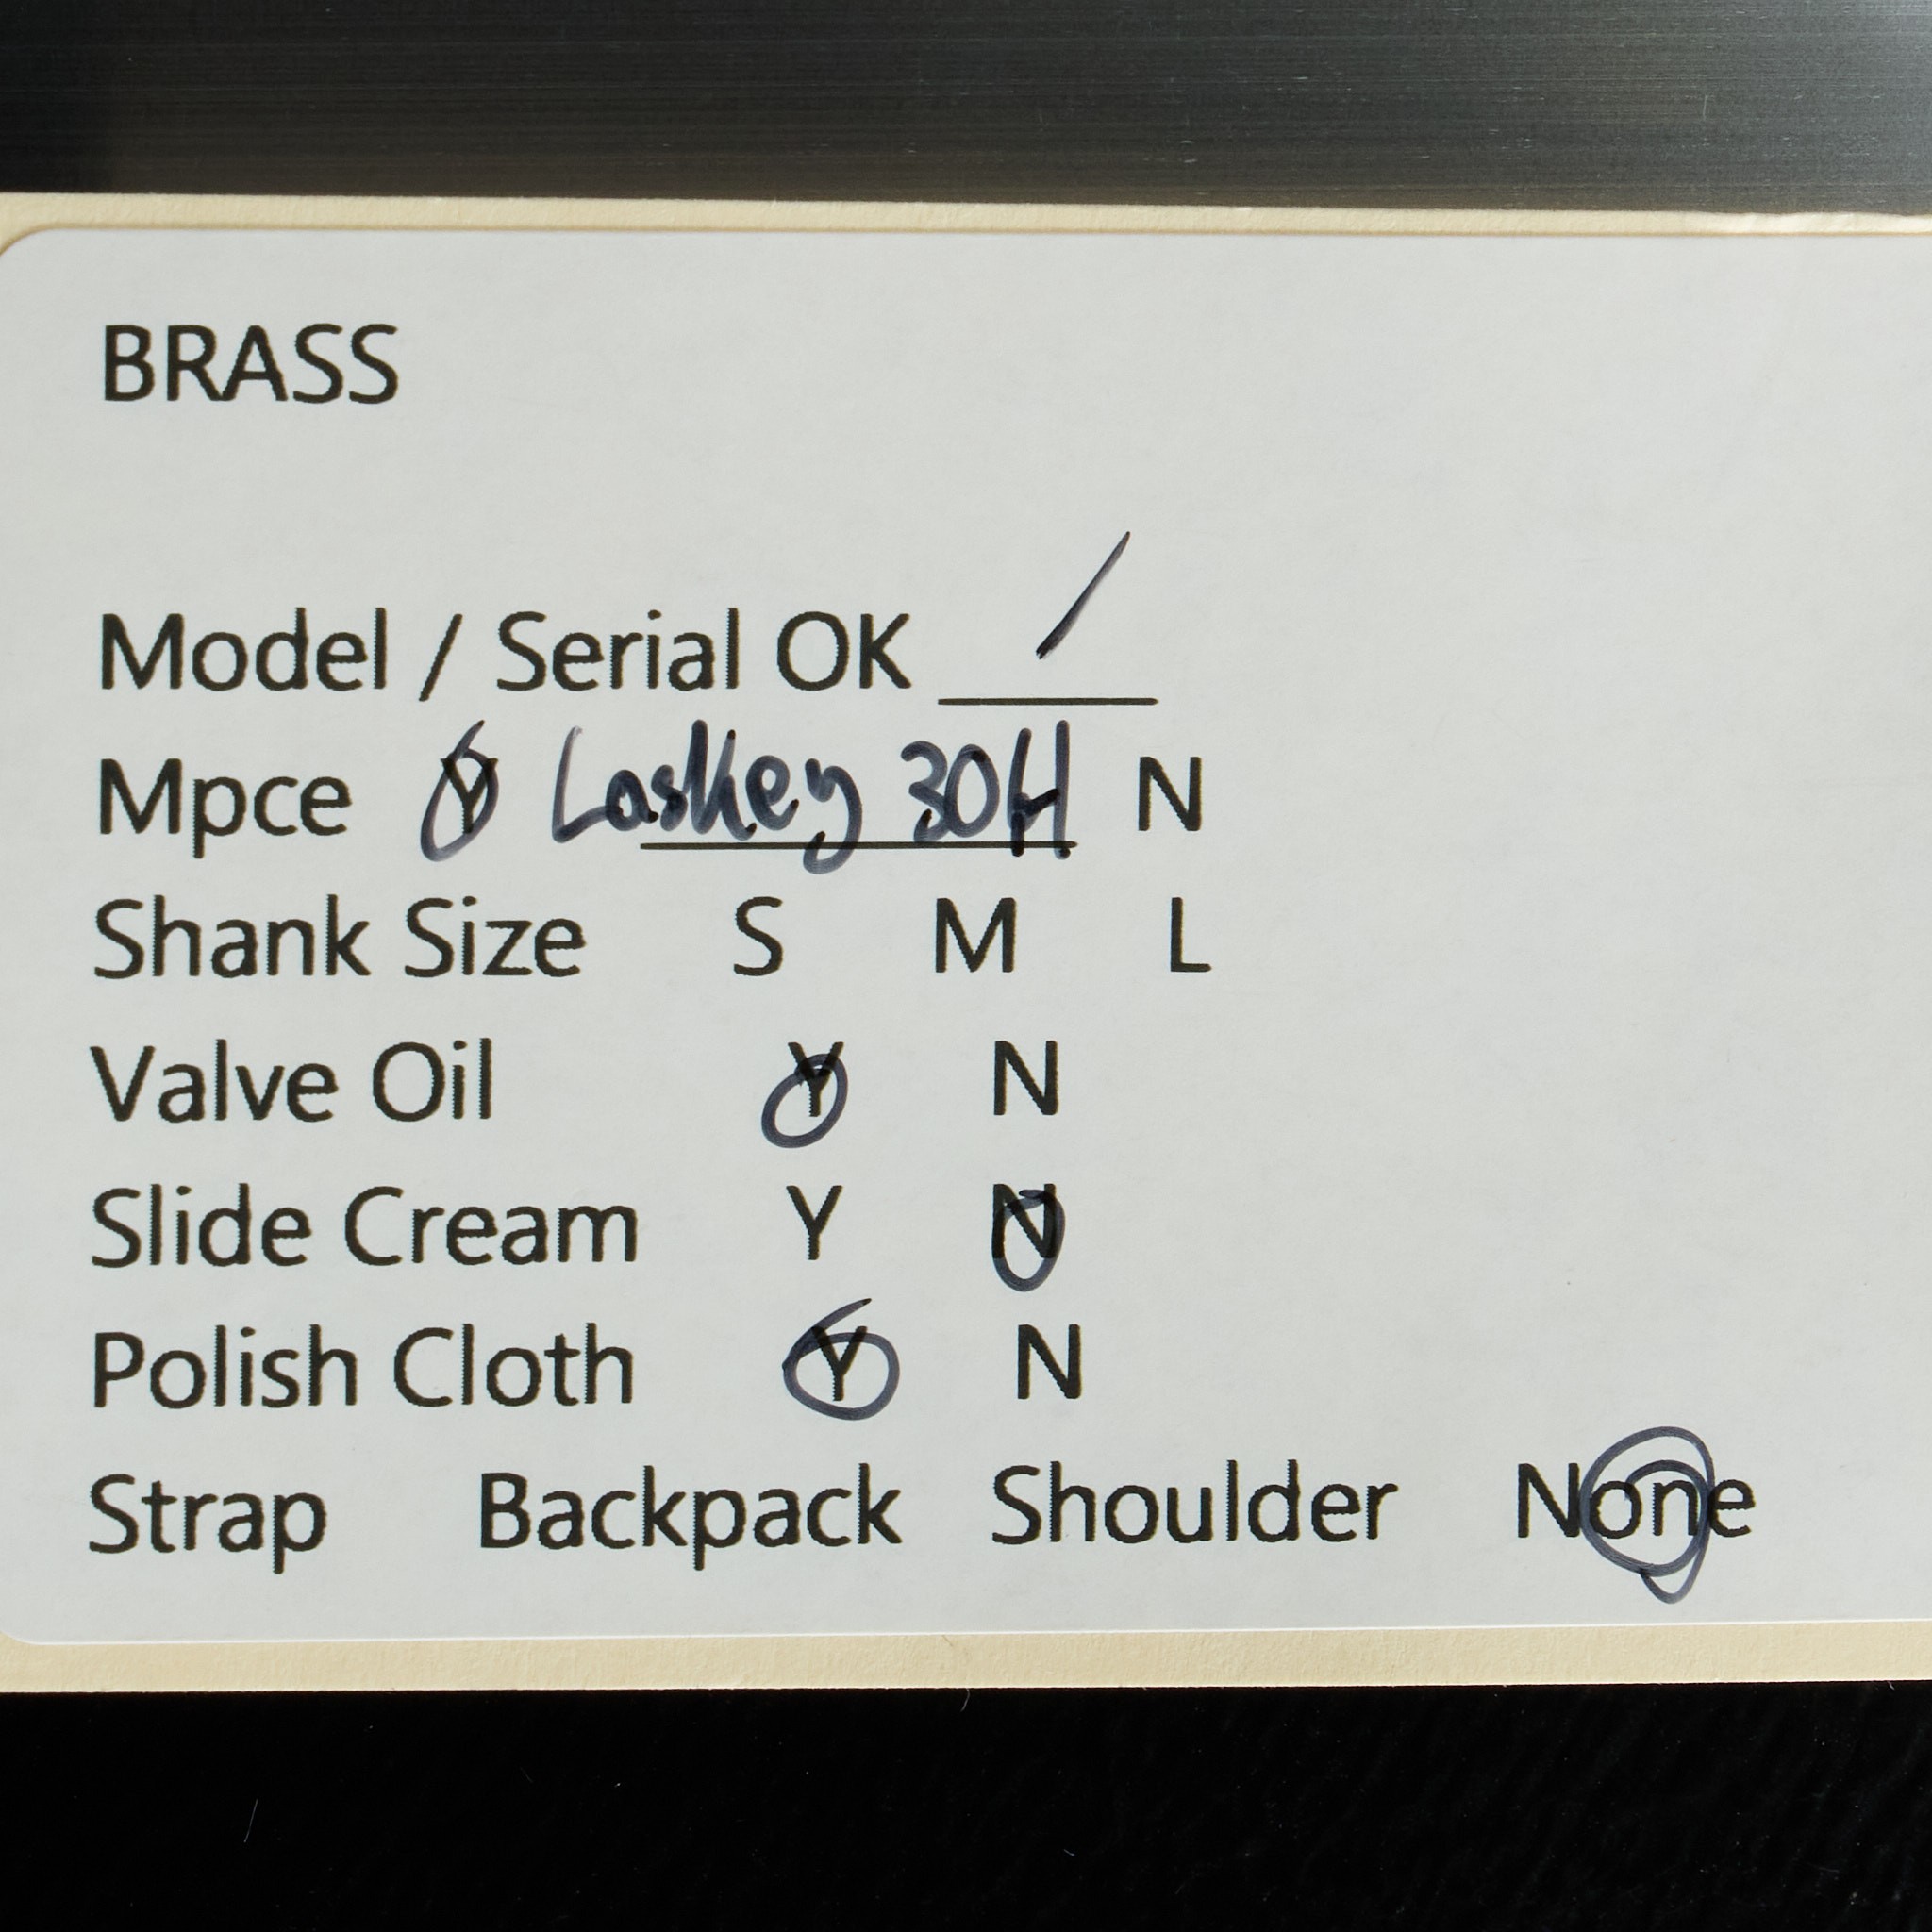 BRASS
Model / Serial OK /
Mpce Y Laskey 30H N
Shank Size S M L
Valve Oil Y N
Slide Cream Y N
Polish Cloth Y N
Strap Backpack Shoulder None